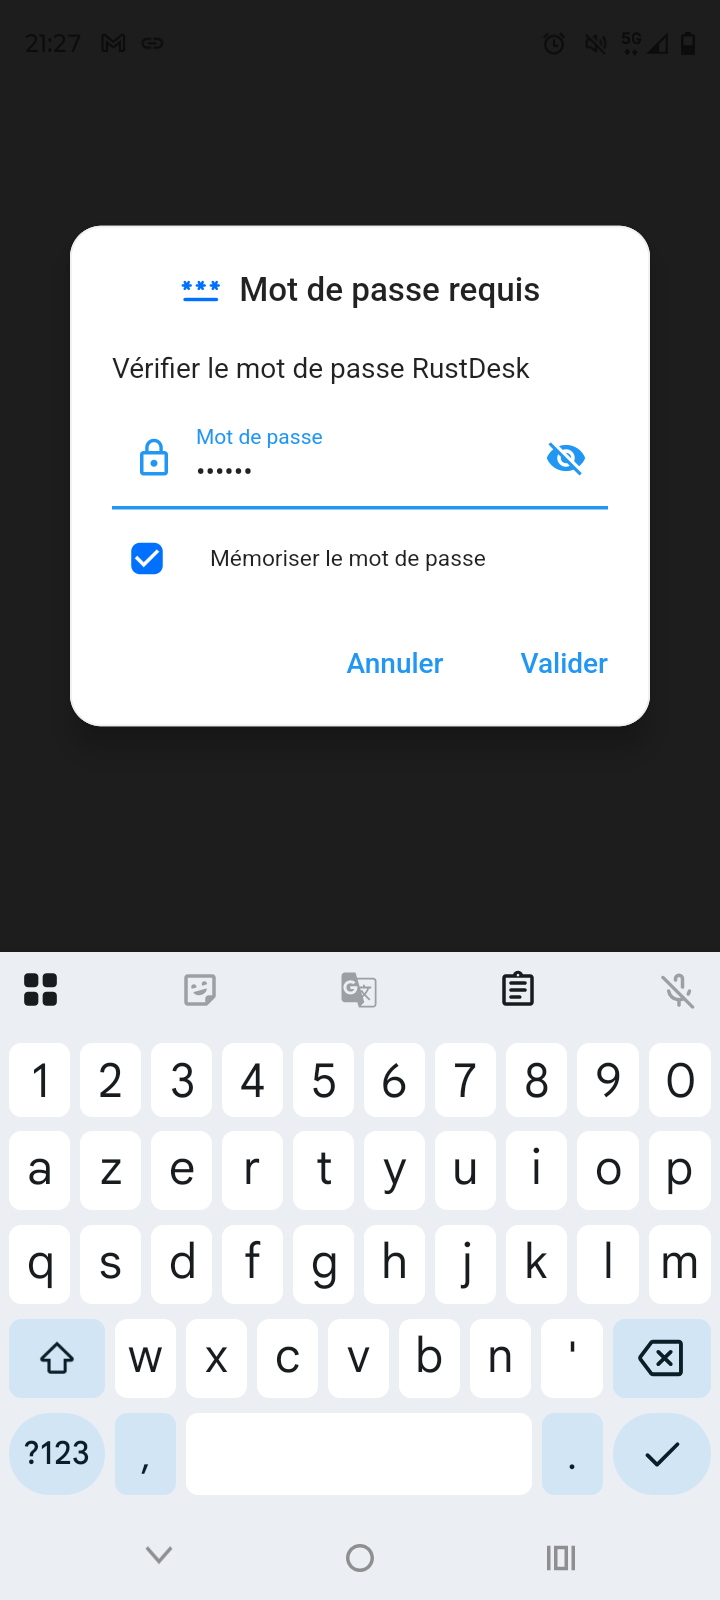 21:27 5G
*** Mot de passe requis
Vérifier le mot de passe RustDesk
Mot de passe
••••••
Mémoriser le mot de passe
Annuler Valider
1 2 3 4 5 6 7 8 9 0
a z e r t y u i o p
q s d f g h j k l m
w x c v b n '
?123 , .